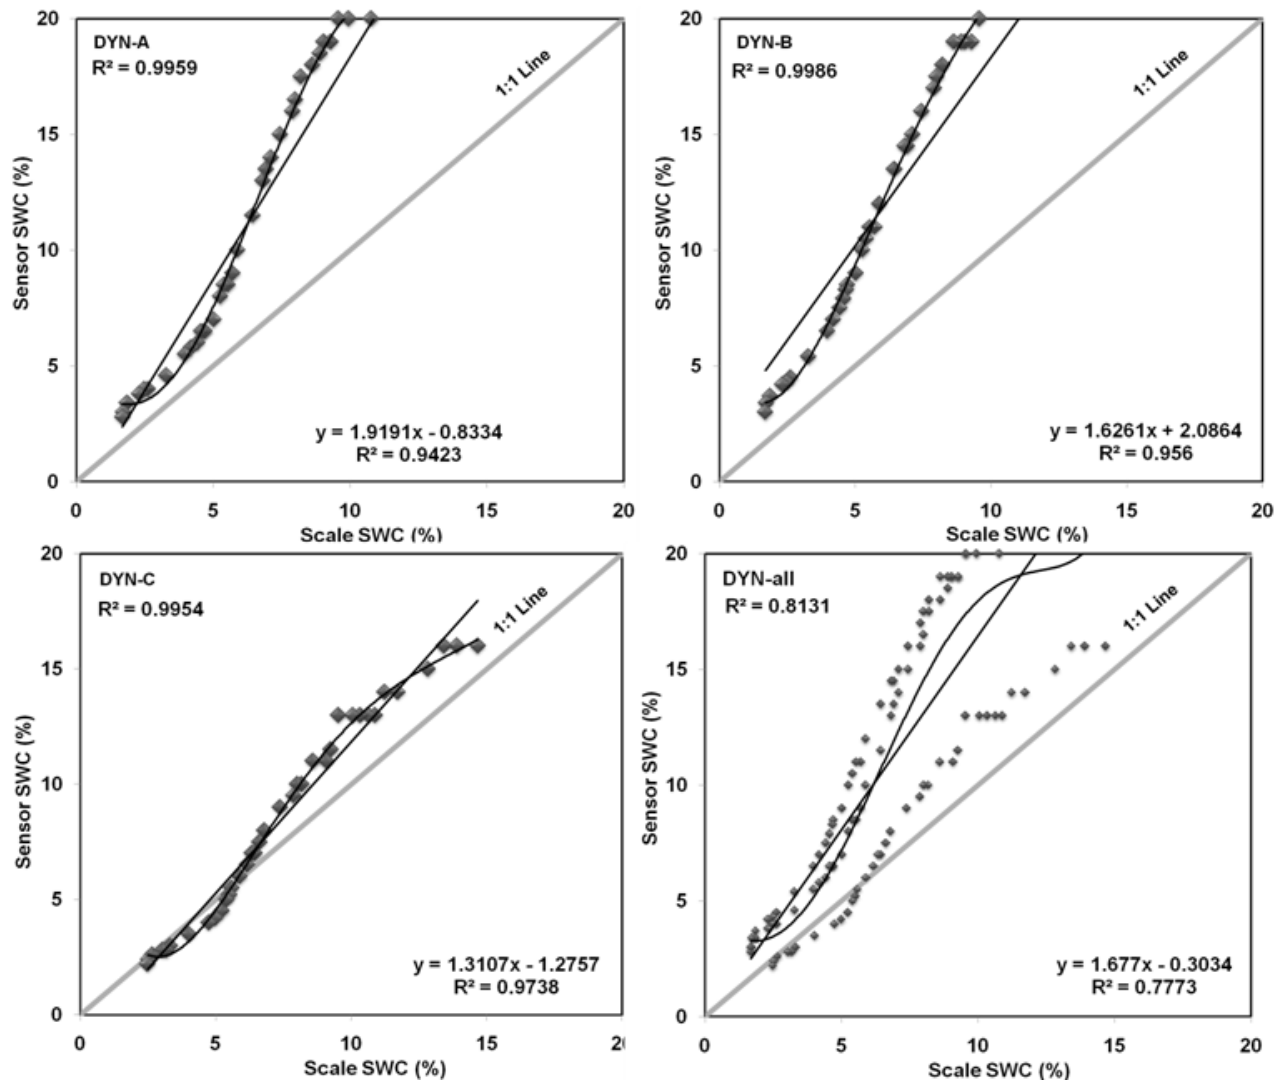 20
DYN-A
R² = 0.9959
1:1 Line
15
10
5
0
Sensor SWC (%)
y = 1.9191x - 0.8334
R² = 0.9423
0 5 10 15 20
Scale SWC (%)
20
DYN-B
R² = 0.9986
1:1 Line
15
10
5
0
Sensor SWC (%)
y = 1.6261x + 2.0864
R² = 0.956
0 5 10 15 20
Scale SWC (%)
20
DYN-C
R² = 0.9954
1:1 Line
15
10
5
0
Sensor SWC (%)
y = 1.3107x - 1.2757
R² = 0.9738
0 5 10 15 20
Scale SWC (%)
20
DYN-all
R² = 0.8131
1:1 Line
15
10
5
0
Sensor SWC (%)
y = 1.677x - 0.3034
R² = 0.7773
0 5 10 15 20
Scale SWC (%)